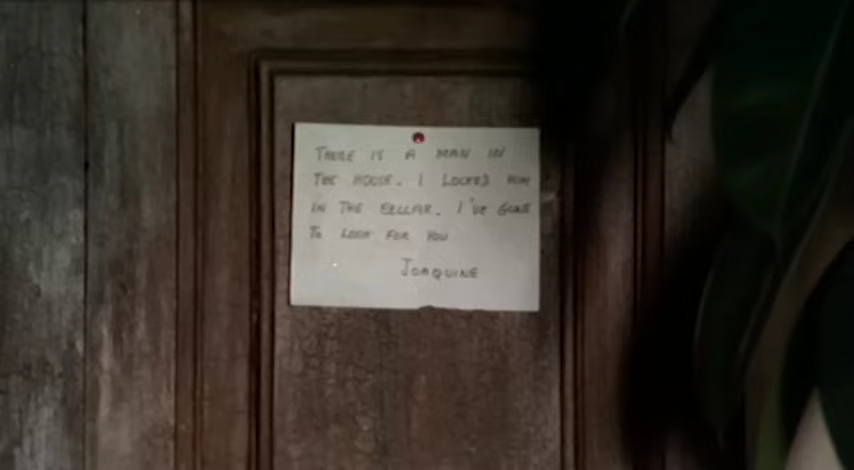 THERE IS A MAN IN
THE HOUSE. I LOCKED HIM
IN THE CELLAR. I'VE GONE
TO LOOK FOR YOU
JOAQUINE